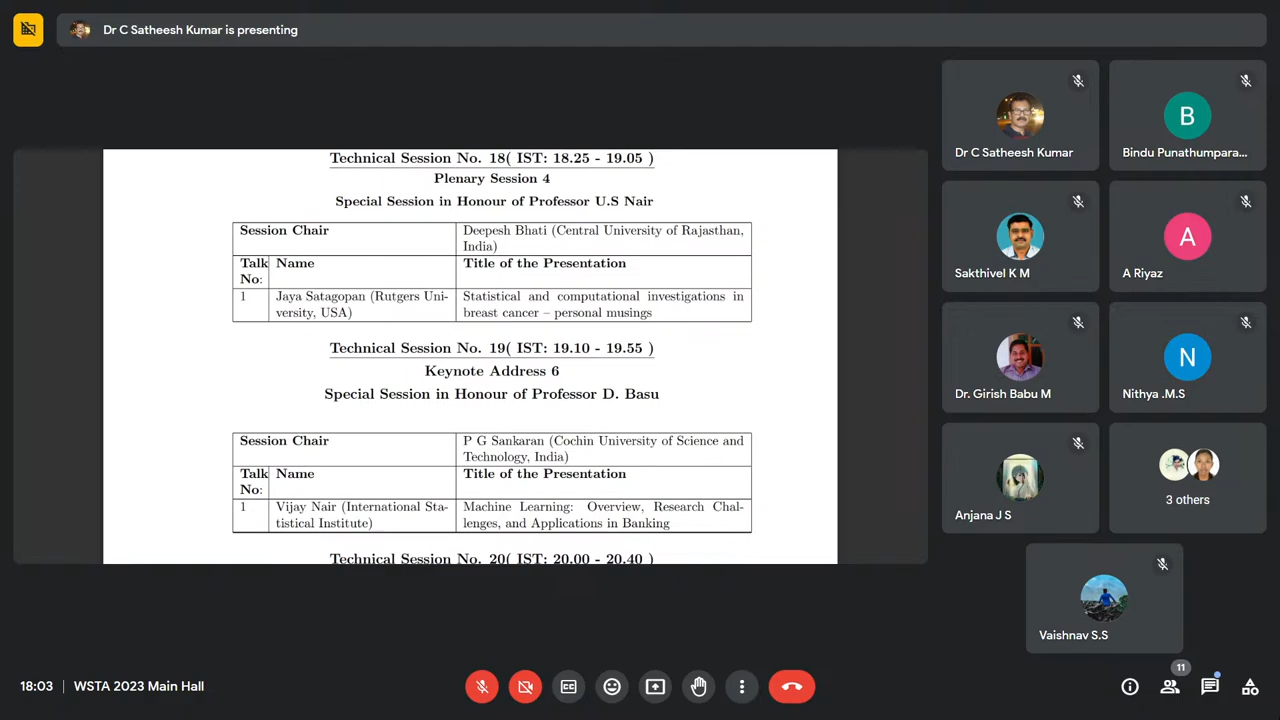 Dr C Satheesh Kumar is presenting
Technical Session No. 18( IST: 18.25 - 19.05 )
Plenary Session 4
Special Session in Honour of Professor U.S Nair
Session Chair
Deepesh Bhati (Central University of Rajasthan,
India)
Talk
No:
Name
Title of the Presentation
1
Jaya Satagopan (Rutgers Uni-
versity, USA)
Statistical and computational investigations in
breast cancer – personal musings
Technical Session No. 19( IST: 19.10 - 19.55 )
Keynote Address 6
Special Session in Honour of Professor D. Basu
Session Chair
P G Sankaran (Cochin University of Science and
Technology, India)
Talk
No:
Name
Title of the Presentation
1
Vijay Nair (International Sta-
tistical Institute)
Machine Learning: Overview, Research Chal-
lenges, and Applications in Banking
Technical Session No. 20( IST: 20.00 - 20.40 )
Dr C Satheesh Kumar
B
Bindu Punathumpara...
Sakthivel K M
A
A Riyaz
Dr. Girish Babu M
N
Nithya .M.S
Anjana J S
3 others
Vaishnav S.S
18:03 | WSTA 2023 Main Hall
CC
11